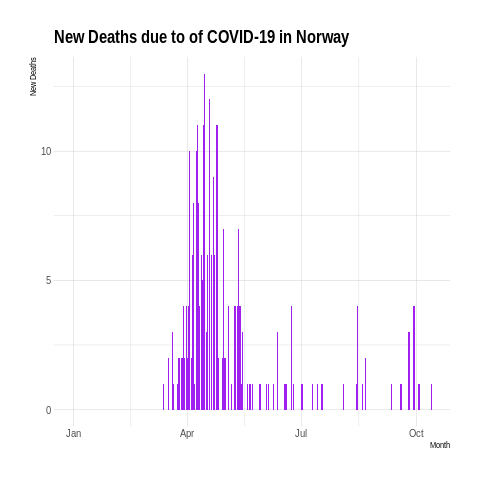 New Deaths due to of COVID-19 in Norway
New Deaths
10
5
0
Jan Apr Jul Oct
Month